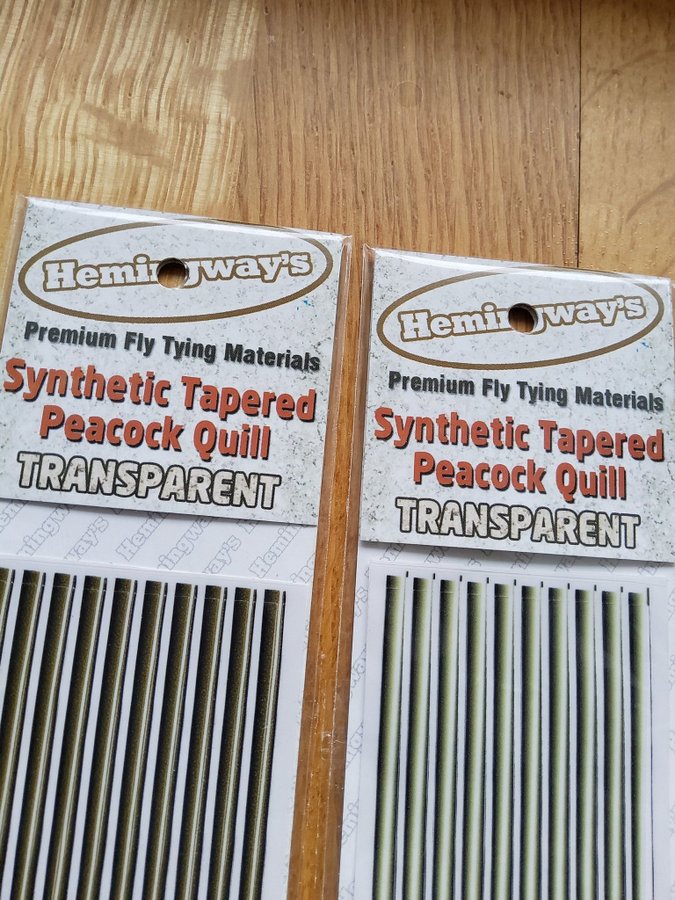 Hemingway's
Premium Fly Tying Materials
Synthetic Tapered
Peacock Quill
TRANSPARENT
Hemingway's
Hemingway's
Premium Fly Tying Materials
Synthetic Tapered
Peacock Quill
TRANSPARENT